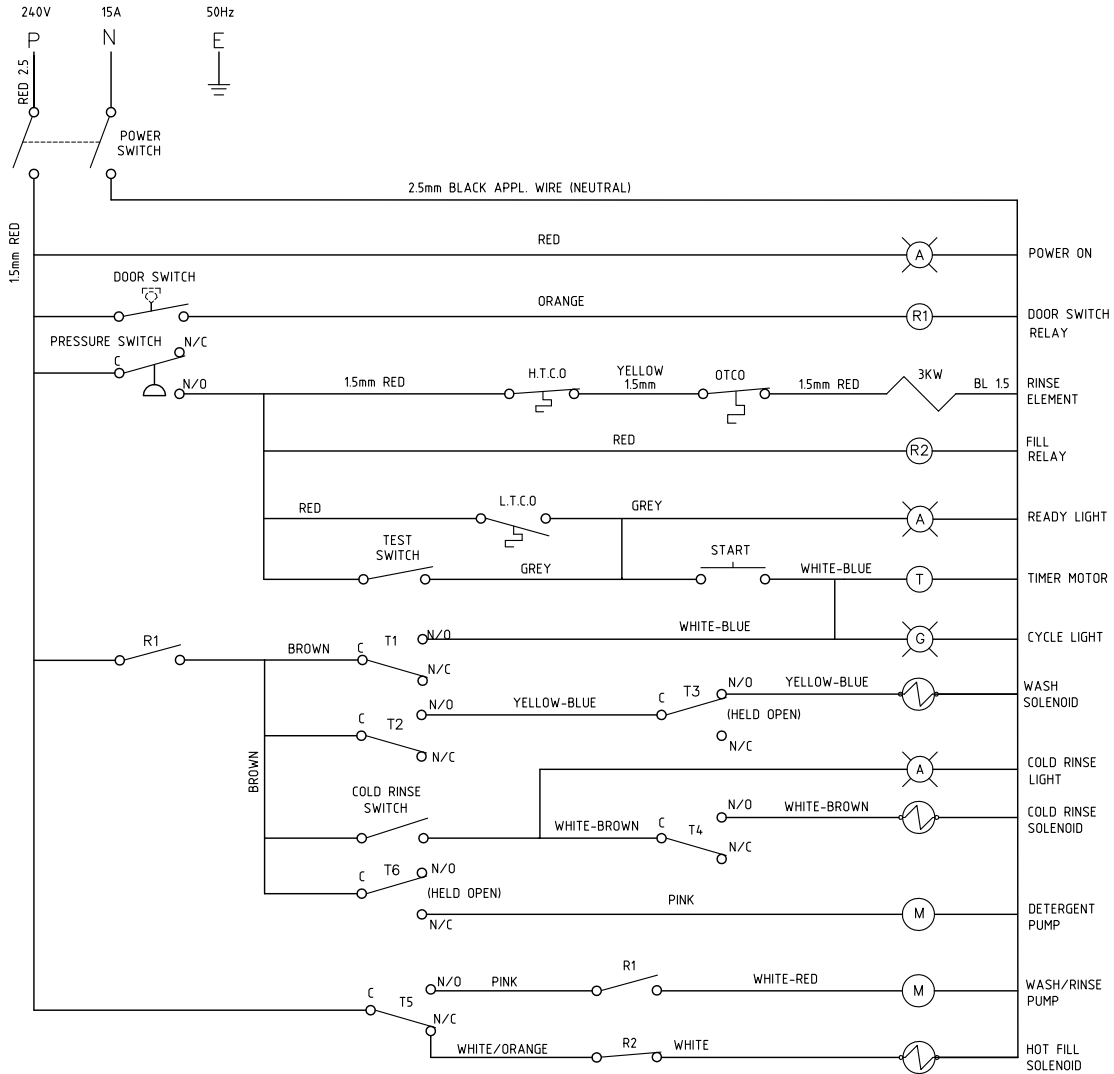 240V 15A 50Hz
P N E
RED 2.5
POWER
SWITCH
2.5mm BLACK APPL. WIRE (NEUTRAL)
1.5mm RED
RED
A
POWER ON
DOOR SWITCH
ORANGE
R1
DOOR SWITCH
RELAY
PRESSURE SWITCH
N/C
C
N/O
1.5mm RED
H.T.C.O
YELLOW
1.5mm
OTCO
1.5mm RED
3KW
BL 1.5
RINSE
ELEMENT
RED
R2
FILL
RELAY
RED
L.T.C.O
GREY
A
READY LIGHT
TEST
SWITCH
GREY
START
WHITE-BLUE
T
TIMER MOTOR
R1
BROWN
C
T1
N/O
N/C
WHITE-BLUE
G
CYCLE LIGHT
C
T2
N/O
N/C
YELLOW-BLUE
C
T3
N/O
(HELD OPEN)
N/C
YELLOW-BLUE
WASH
SOLENOID
BROWN
COLD RINSE
SWITCH
A
COLD RINSE
LIGHT
WHITE-BROWN
C
T4
N/O
N/C
WHITE-BROWN
COLD RINSE
SOLENOID
C
T6
N/O
(HELD OPEN)
N/C
PINK
M
DETERGENT
PUMP
C
T5
N/O
N/C
PINK
R1
WHITE-RED
M
WASH/RINSE
PUMP
WHITE/ORANGE
R2
WHITE
HOT FILL
SOLENOID